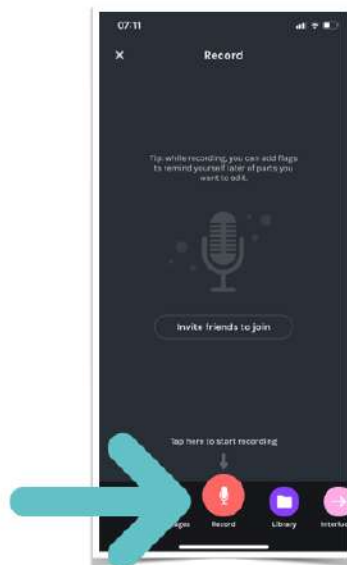 07:11
Record
Tip: while recording, you can add flags
to remind yourself later of parts you
want to edit.
Invite friends to join
Tap here to start recording
Record
Library